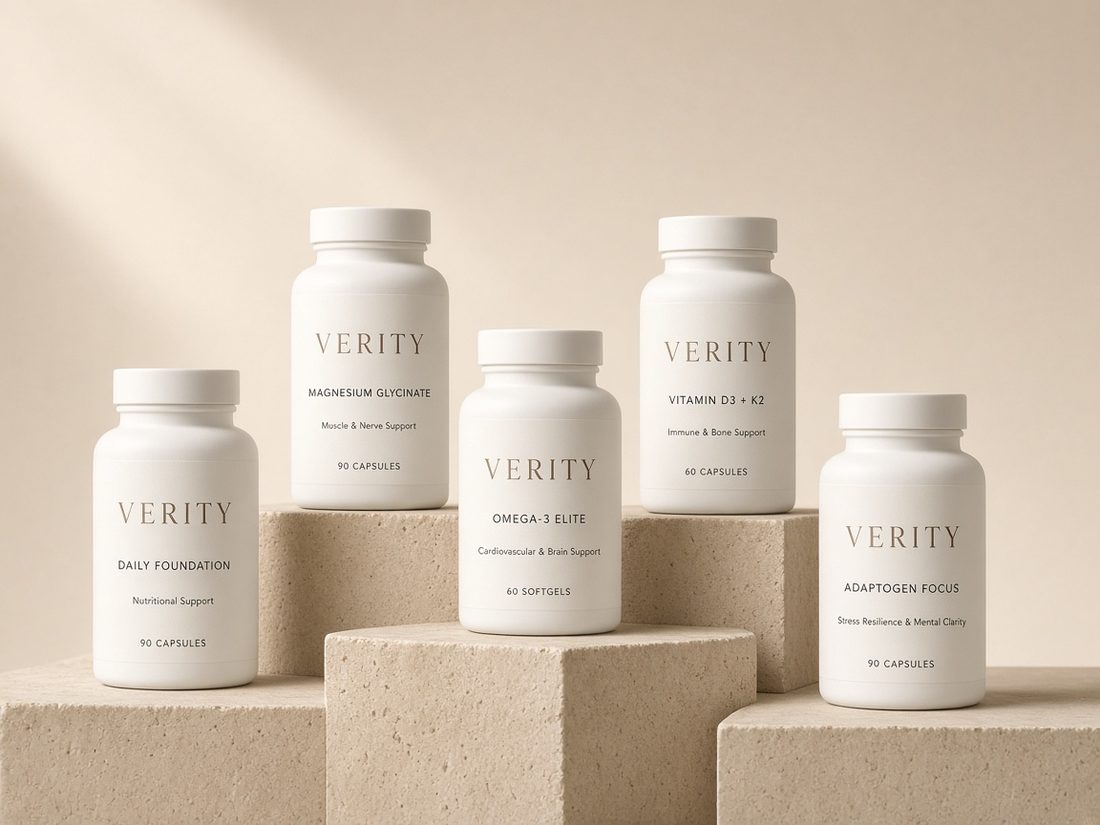 VERITY
DAILY FOUNDATION
Nutritional Support
90 CAPSULES
VERITY
MAGNESIUM GLYCINATE
Muscle & Nerve Support
90 CAPSULES
VERITY
OMEGA-3 ELITE
Cardiovascular & Brain Support
60 SOFTGELS
VERITY
VITAMIN D3 + K2
Immune & Bone Support
60 CAPSULES
VERITY
ADAPTOGEN FOCUS
Stress Resilience & Mental Clarity
90 CAPSULES